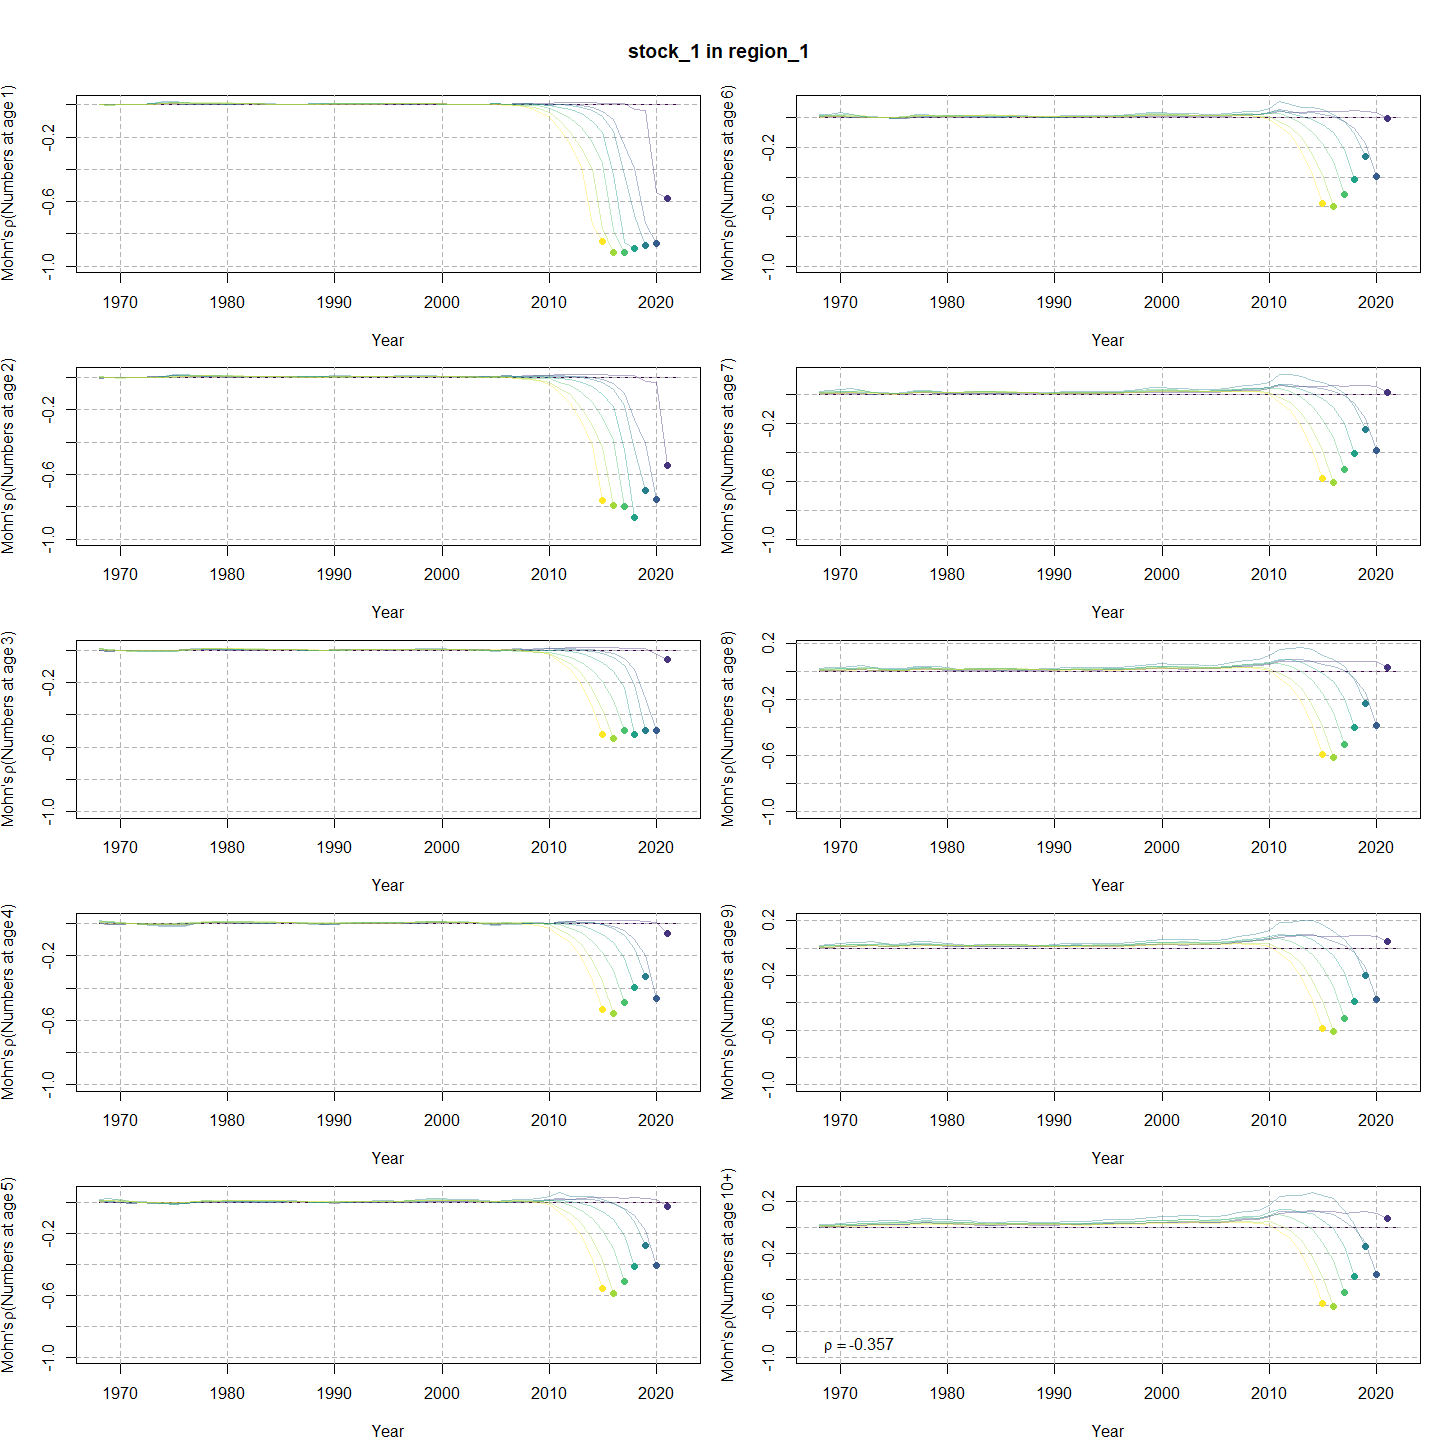 stock_1 in region_1
Mohn's ρ(Numbers at age 1)
-0.2
-0.6
-1.0
1970 1980 1990 2000 2010 2020
Year
Mohn's ρ(Numbers at age 2)
-0.2
-0.6
-1.0
1970 1980 1990 2000 2010 2020
Year
Mohn's ρ(Numbers at age 3)
-0.2
-0.6
-1.0
1970 1980 1990 2000 2010 2020
Year
Mohn's ρ(Numbers at age 4)
-0.2
-0.6
-1.0
1970 1980 1990 2000 2010 2020
Year
Mohn's ρ(Numbers at age 5)
-0.2
-0.6
-1.0
1970 1980 1990 2000 2010 2020
Year
Mohn's ρ(Numbers at age 6)
-0.2
-0.6
-1.0
1970 1980 1990 2000 2010 2020
Year
Mohn's ρ(Numbers at age 7)
-0.2
-0.6
-1.0
1970 1980 1990 2000 2010 2020
Year
Mohn's ρ(Numbers at age 8)
0.2
-0.2
-0.6
-1.0
1970 1980 1990 2000 2010 2020
Year
Mohn's ρ(Numbers at age 9)
0.2
-0.2
-0.6
-1.0
1970 1980 1990 2000 2010 2020
Year
Mohn's ρ(Numbers at age 10+)
0.2
-0.2
-0.6
-1.0
ρ = -0.357
1970 1980 1990 2000 2010 2020
Year